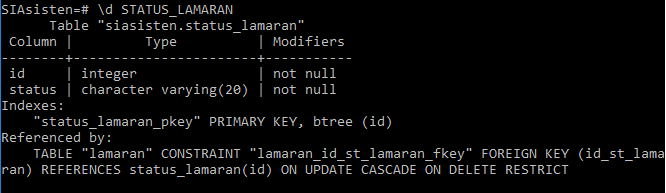 SIAsisten=# \d STATUS_LAMARAN
Table "siasisten.status_lamaran"
Column | Type | Modifiers
--------+-----------------------+-----------
id | integer | not null
status | character varying(20) | not null
Indexes:
"status_lamaran_pkey" PRIMARY KEY, btree (id)
Referenced by:
TABLE "lamaran" CONSTRAINT "lamaran_id_st_lamaran_fkey" FOREIGN KEY (id_st_lama
ran) REFERENCES status_lamaran(id) ON UPDATE CASCADE ON DELETE RESTRICT